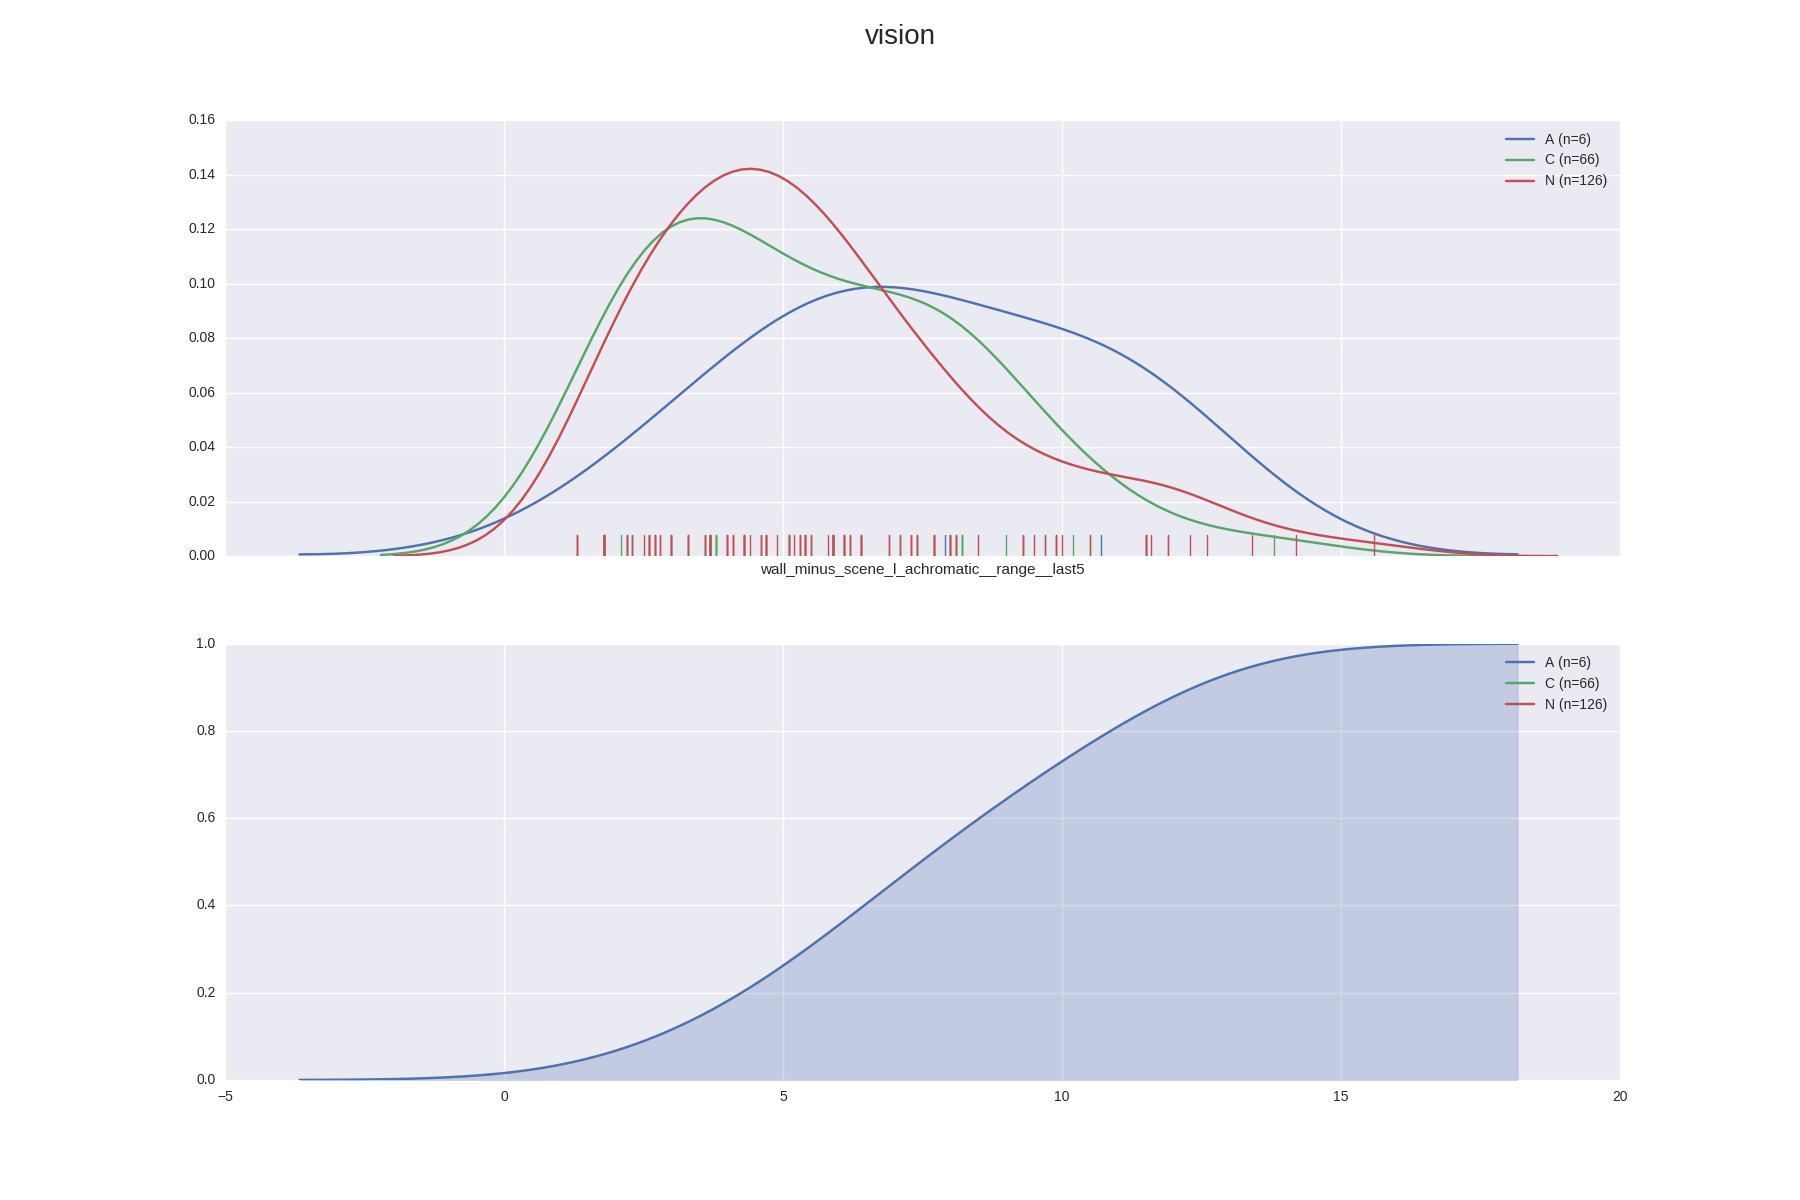 vision
0.16
0.14
0.12
0.10
0.08
0.06
0.04
0.02
0.00
A (n=6)
C (n=66)
N (n=126)
wall_minus_scene_l_achromatic__range__last5
1.0
0.8
0.6
0.4
0.2
0.0
A (n=6)
C (n=66)
N (n=126)
−5 0 5 10 15 20